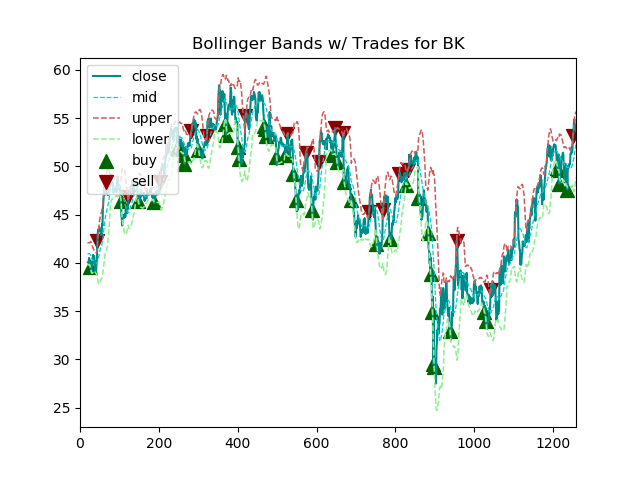 Bollinger Bands w/ Trades for BK
close
mid
upper
lower
buy
sell
60
55
50
45
40
35
30
25
0 200 400 600 800 1000 1200